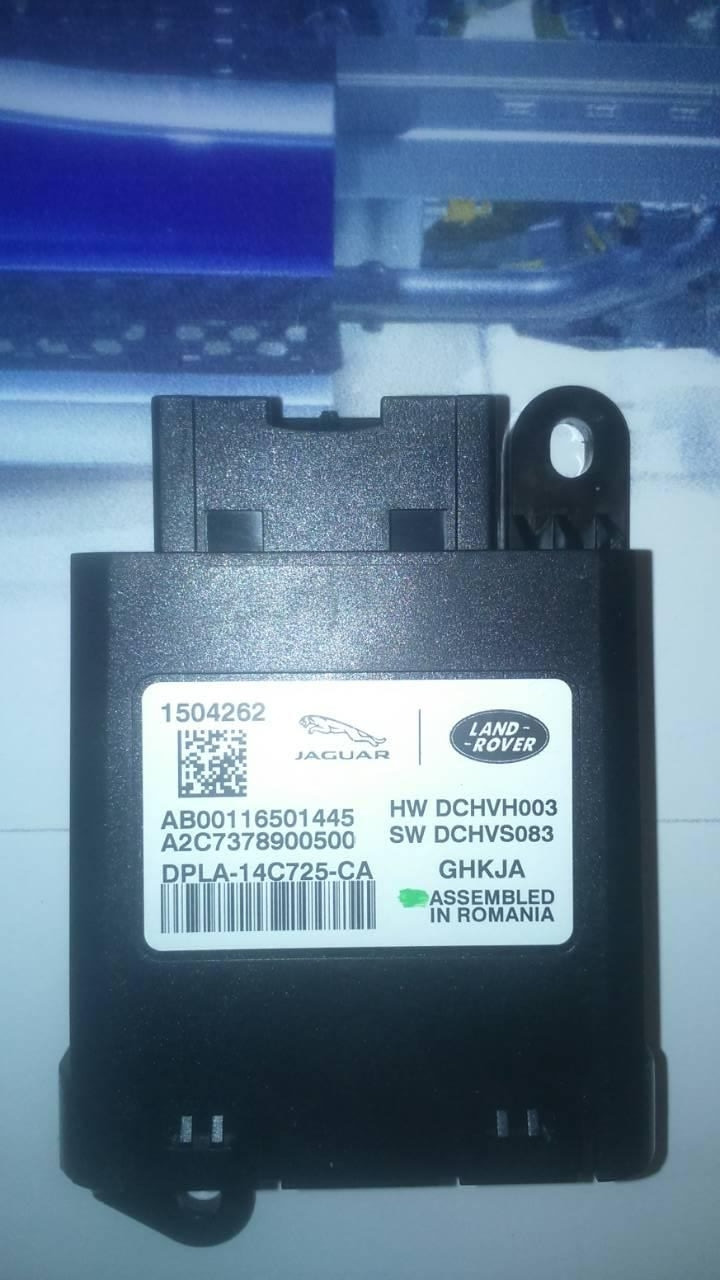 1504262
JAGUAR
LAND-
-ROVER
AB00116501445
A2C7378900500
HW DCHVH003
SW DCHVS083
DPLA-14C725-CA
GHKJA
ASSEMBLED
IN ROMANIA